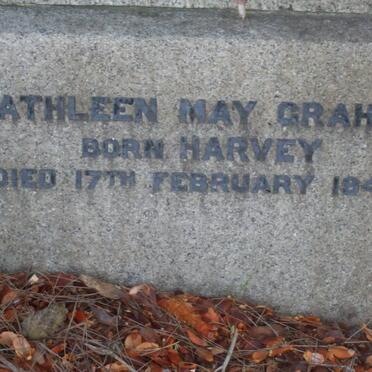 ATHLEEN MAY GRAH
BORN HARVEY
DIED 17TH FEBRUARY 194